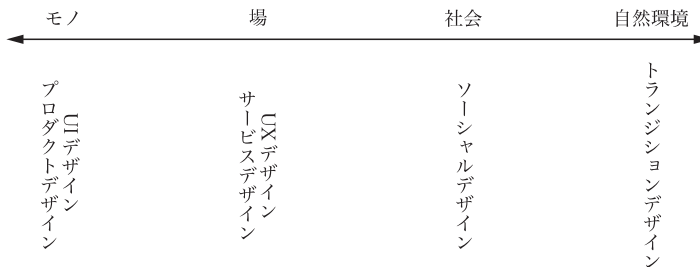 モノ
場
社会
自然環境
UIデザイン
プロダクトデザイン
UXデザイン
サービスデザイン
ソーシャルデザイン
トランジションデザイン